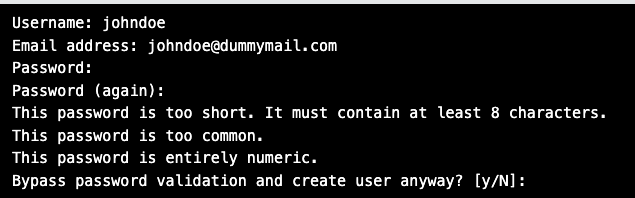 Username: johndoe
Email address: johndoe@dummymail.com
Password:
Password (again):
This password is too short. It must contain at least 8 characters.
This password is too common.
This password is entirely numeric.
Bypass password validation and create user anyway? [y/N]: